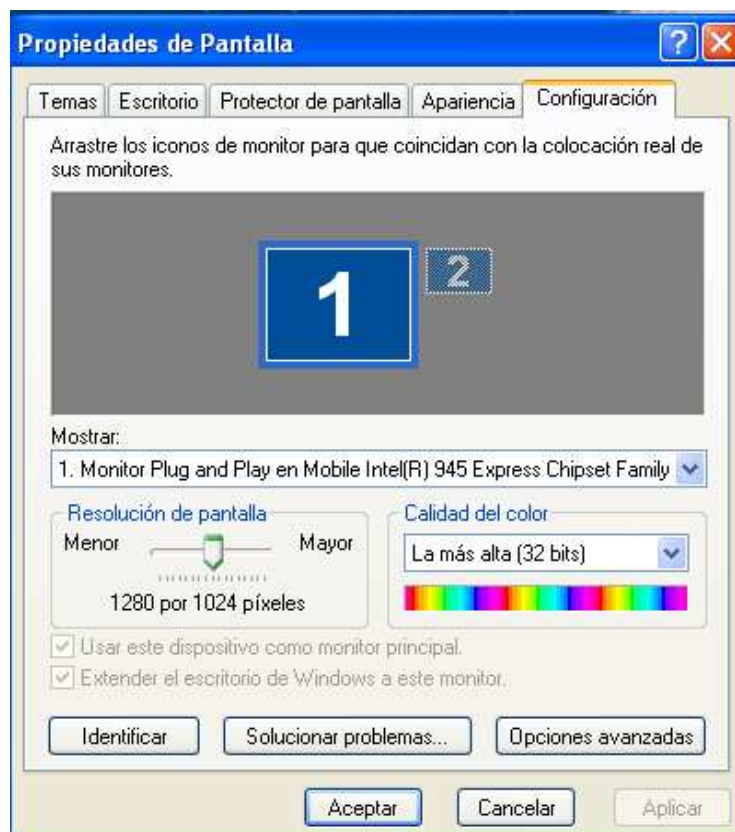 Propiedades de Pantalla
Temas Escritorio Protector de pantalla Apariencia Configuración
Arrastre los iconos de monitor para que coincidan con la colocación real de
sus monitores.
1 2
Mostrar:
1. Monitor Plug and Play en Mobile Intel(R) 945 Express Chipset Family
Resolución de pantalla
Menor Mayor
1280 por 1024 píxeles
Calidad del color
La más alta (32 bits)
Usar este dispositivo como monitor principal.
Extender el escritorio de Windows a este monitor.
Identificar Solucionar problemas... Opciones avanzadas
Aceptar Cancelar Aplicar